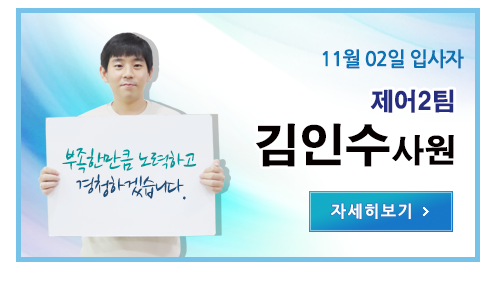 11월 02일 입사자
제어2팀
김인수사원
부족한만큼 노력하고
경청하겠습니다.
자세히보기 >